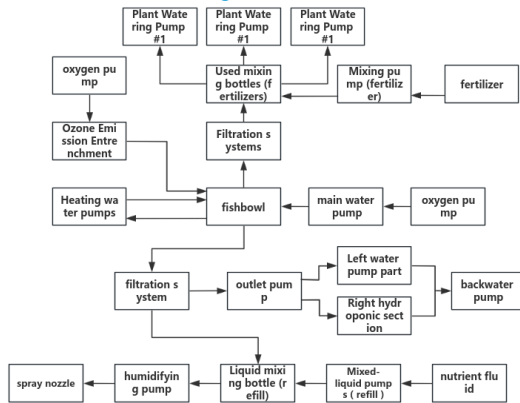 Plant Wate
ring Pump
#1
Plant Wate
ring Pump
#1
Plant Wate
ring Pump
#1
oxygen pu
mp
Used mixin
g bottles (f
ertilizers)
Mixing pu
mp (fertiliz
er)
fertilizer
Ozone Emi
ssion Entre
nchment
Filtration s
ystems
Heating wa
ter pumps
fishbowl
main water
pump
oxygen pu
mp
filtration s
ystem
outlet pum
p
Left water
pump part
Right hydr
oponic sect
ion
backwater
pump
spray nozzle
humidifyin
g pump
Liquid mixi
ng bottle (r
efill)
Mixed-
liquid pump
s ( refill )
nutrient flu
id